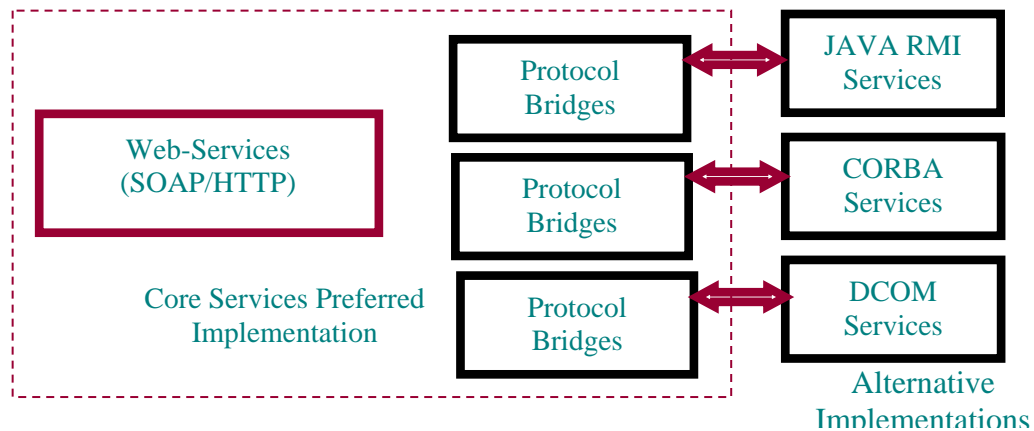 Web-Services
(SOAP/HTTP)
Core Services Preferred
Implementation
Protocol
Bridges
Protocol
Bridges
Protocol
Bridges
JAVA RMI
Services
CORBA
Services
DCOM
Services
Alternative
Implementations